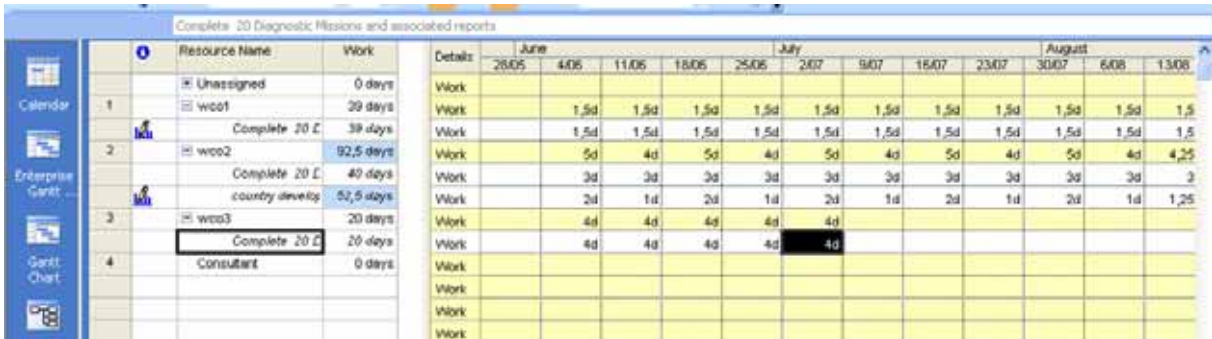 Complete 20 Diagnostic Missions and associated reports
Resource Name Work Details June July August
28/05 4/06 11/06 18/06 25/06 2/07 9/07 16/07 23/07 30/07 6/08 13/08
Unassigned 0 days Work
Calendar 1 wco1 39 days Work 1,5d 1,5d 1,5d 1,5d 1,5d 1,5d 1,5d 1,5d 1,5d 1,5d 1,5
Complete 20 D 39 days Work 1,5d 1,5d 1,5d 1,5d 1,5d 1,5d 1,5d 1,5d 1,5d 1,5d 1,5
2 wco2 92,5 days Work 5d 4d 5d 4d 5d 4d 5d 4d 5d 4d 4,25
Enterprise Gantt ... Complete 20 D 40 days Work 3d 3d 3d 3d 3d 3d 3d 3d 3d 3d 3
country develop 52,5 days Work 2d 1d 2d 1d 2d 1d 2d 1d 2d 1d 1,25
3 wco3 20 days Work 4d 4d 4d 4d 4d
Gantt Chart Complete 20 D 20 days Work 4d 4d 4d 4d 4d
4 Consultant 0 days Work
Work
Work
Work